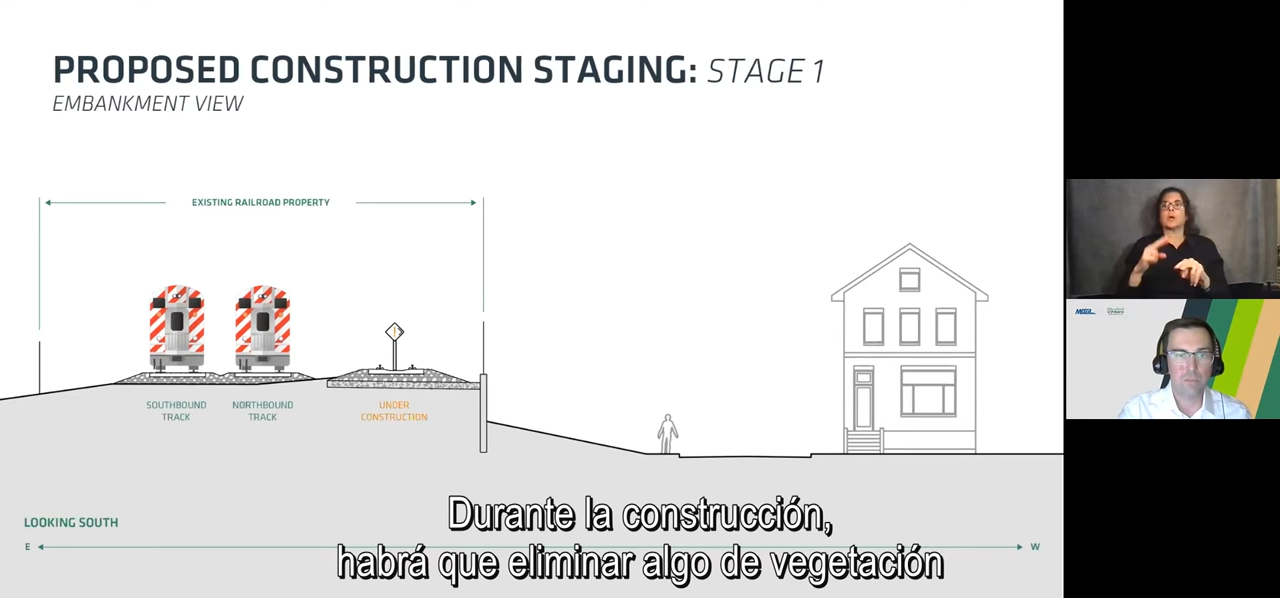 PROPOSED CONSTRUCTION STAGING: STAGE 1
EMBANKMENT VIEW
EXISTING RAILROAD PROPERTY
SOUTHBOUND
TRACK
NORTHBOUND
TRACK
UNDER
CONSTRUCTION
LOOKING SOUTH
E
W
Metra
Durante la construcción,
habrá que eliminar algo de vegetación